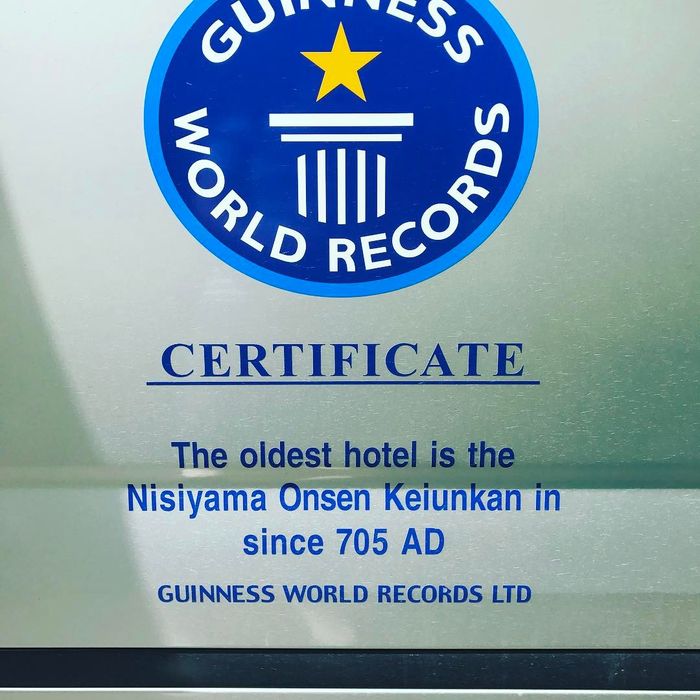 GUINNESS
WORLD RECORDS
CERTIFICATE
The oldest hotel is the
Nisiyama Onsen Keiunkan in
since 705 AD
GUINNESS WORLD RECORDS LTD